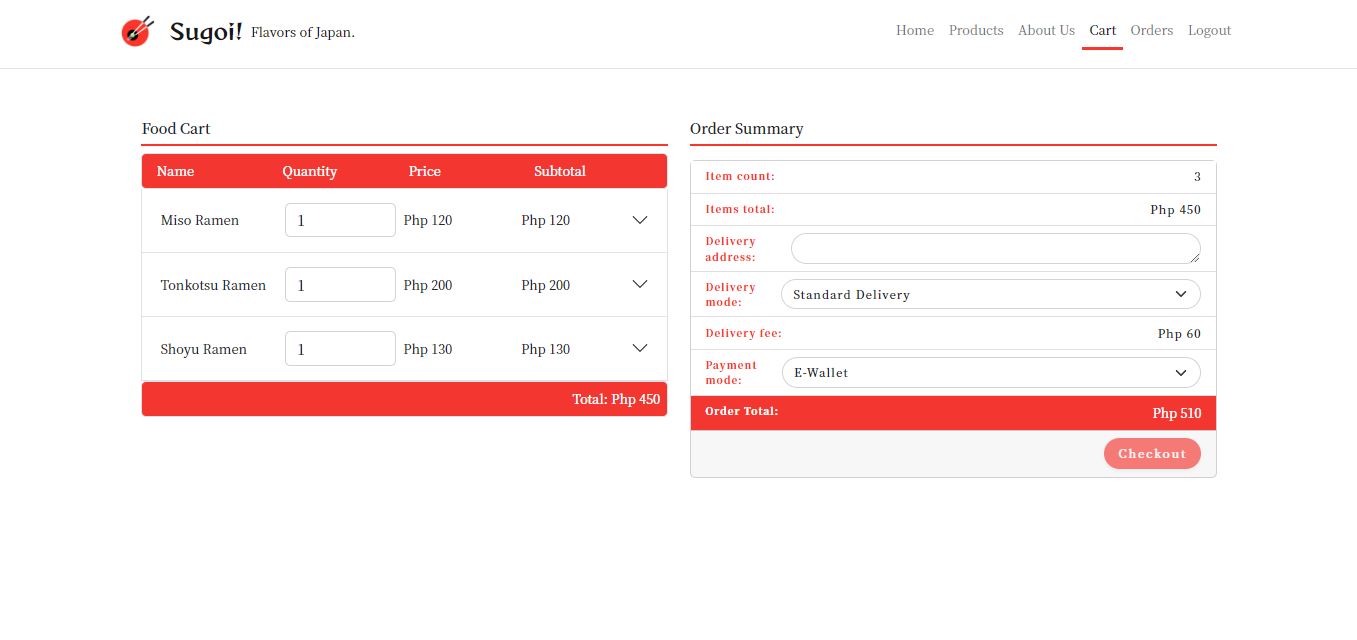 Sugoi! Flavors of Japan.
Home Products About Us Cart Orders Logout
Food Cart
Name Quantity Price Subtotal
Miso Ramen 1 Php 120 Php 120
Tonkotsu Ramen 1 Php 200 Php 200
Shoyu Ramen 1 Php 130 Php 130
Total: Php 450
Order Summary
Item count: 3
Items total: Php 450
Delivery
address:
Delivery
mode: Standard Delivery
Delivery fee: Php 60
Payment
mode: E-Wallet
Order Total: Php 510
Checkout